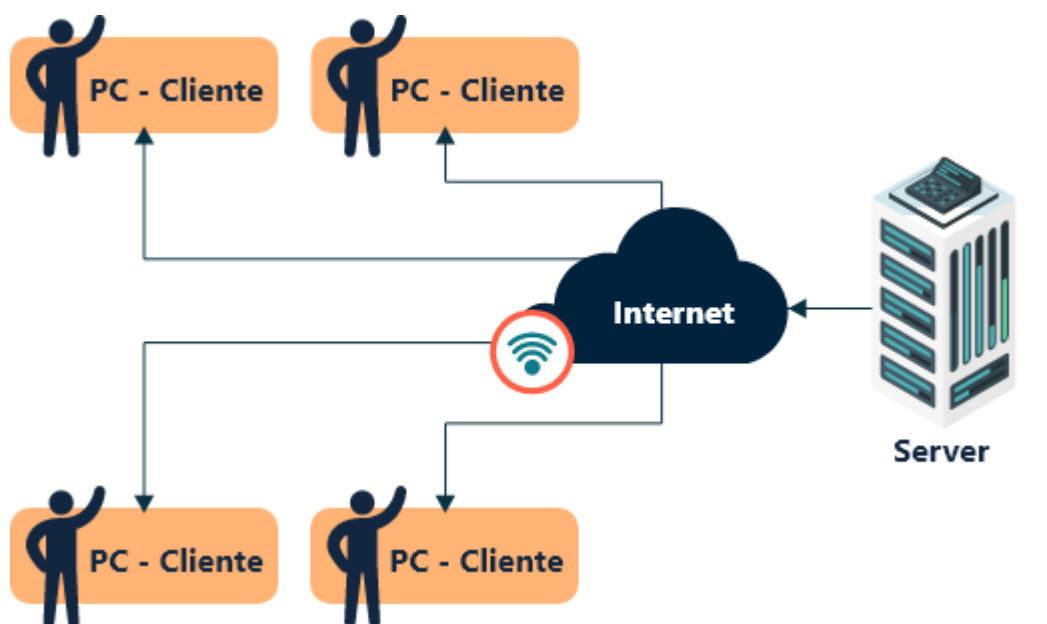 PC - Cliente
PC - Cliente
Internet
Server
PC - Cliente
PC - Cliente